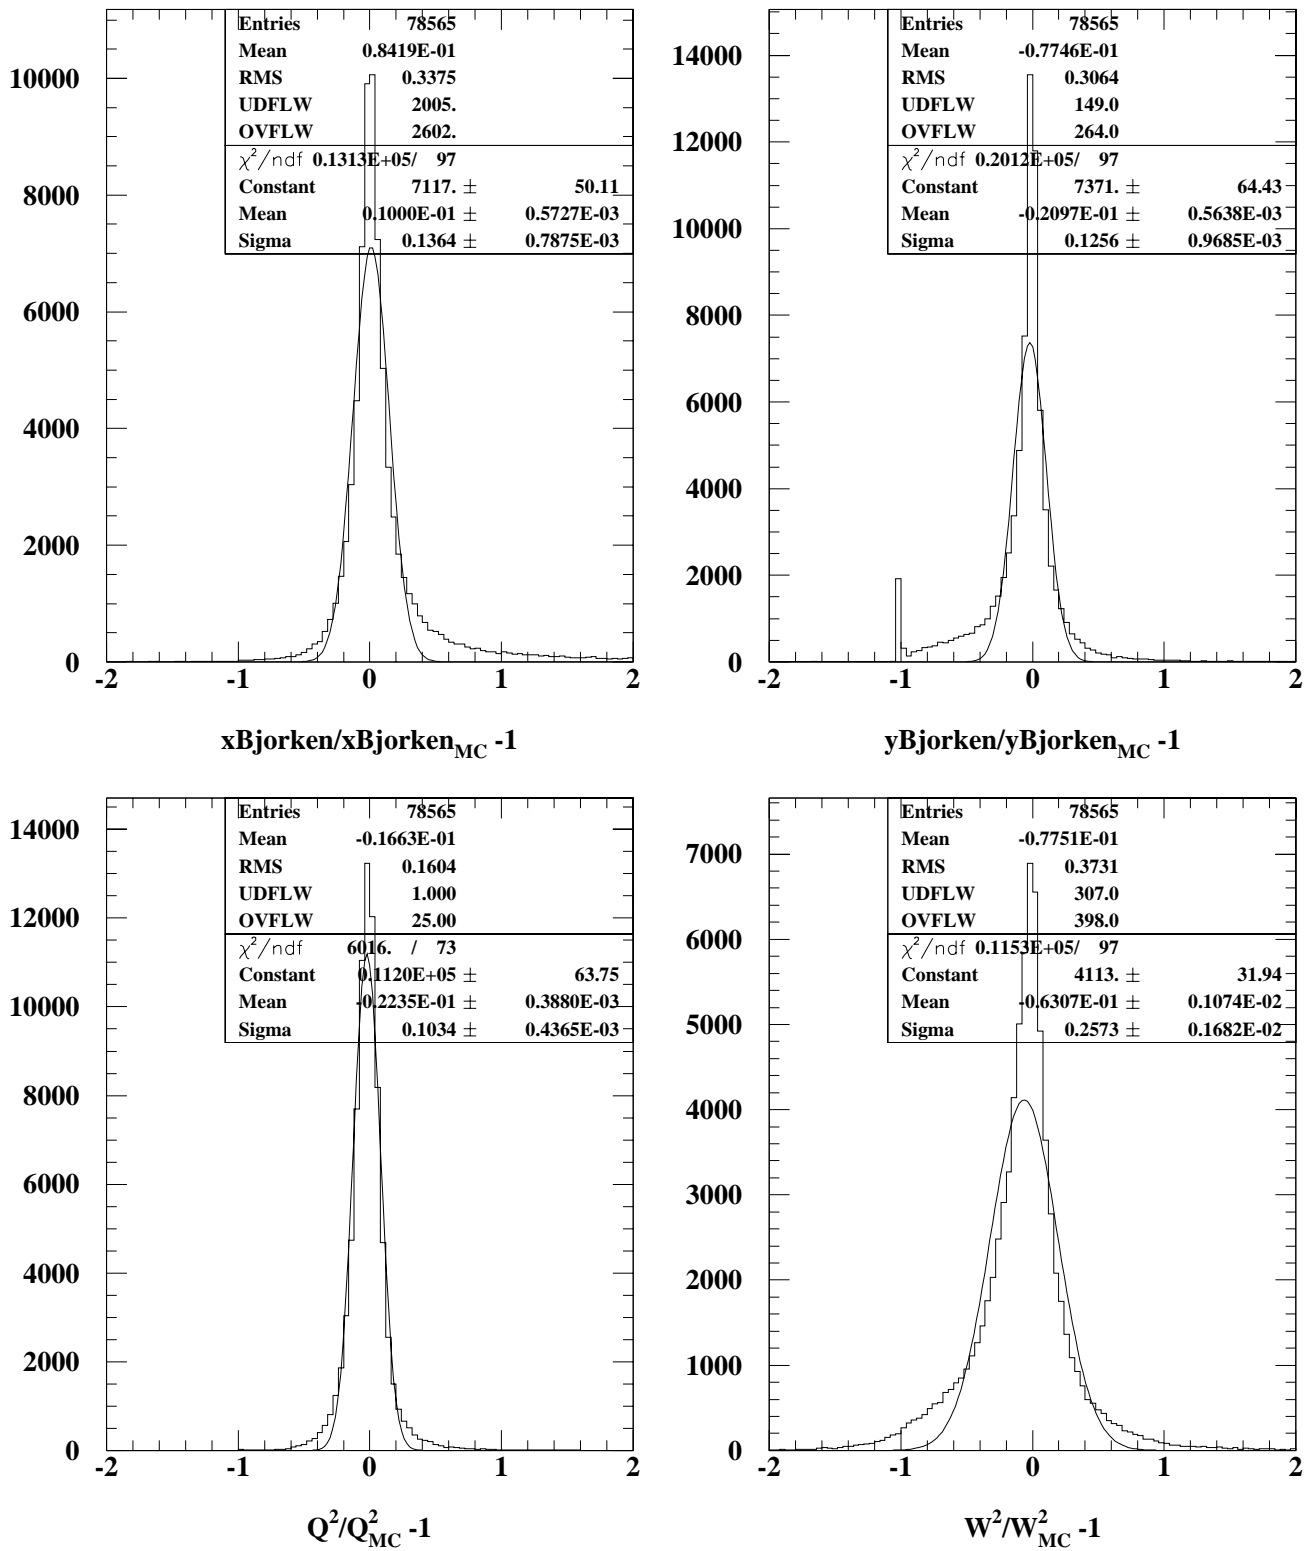 Entries 78565
Mean 0.8419E-01
RMS 0.3375
UDFLW 2005.
OVFLW 2602.
χ²/ndf 0.1313E+05/ 97
Constant 7117. ± 50.11
Mean 0.1000E-01 ± 0.5727E-03
Sigma 0.1364 ± 0.7875E-03
10000
8000
6000
4000
2000
0
-2 -1 0 1 2
xBjorken/xBjorken_MC -1
Entries 78565
Mean -0.7746E-01
RMS 0.3064
UDFLW 149.0
OVFLW 264.0
χ²/ndf 0.2012E+05/ 97
Constant 7371. ± 64.43
Mean -0.2097E-01 ± 0.5638E-03
Sigma 0.1256 ± 0.9685E-03
14000
12000
10000
8000
6000
4000
2000
0
-2 -1 0 1 2
yBjorken/yBjorken_MC -1
Entries 78565
Mean -0.1663E-01
RMS 0.1604
UDFLW 1.000
OVFLW 25.00
χ²/ndf 6016. / 73
Constant 0.1120E+05 ± 63.75
Mean -0.2235E-01 ± 0.3880E-03
Sigma 0.1034 ± 0.4365E-03
14000
12000
10000
8000
6000
4000
2000
0
-2 -1 0 1 2
Q²/Q²_MC -1
Entries 78565
Mean -0.7751E-01
RMS 0.3731
UDFLW 307.0
OVFLW 398.0
χ²/ndf 0.1153E+05/ 97
Constant 4113. ± 31.94
Mean -0.6307E-01 ± 0.1074E-02
Sigma 0.2573 ± 0.1682E-02
7000
6000
5000
4000
3000
2000
1000
0
-2 -1 0 1 2
W²/W²_MC -1